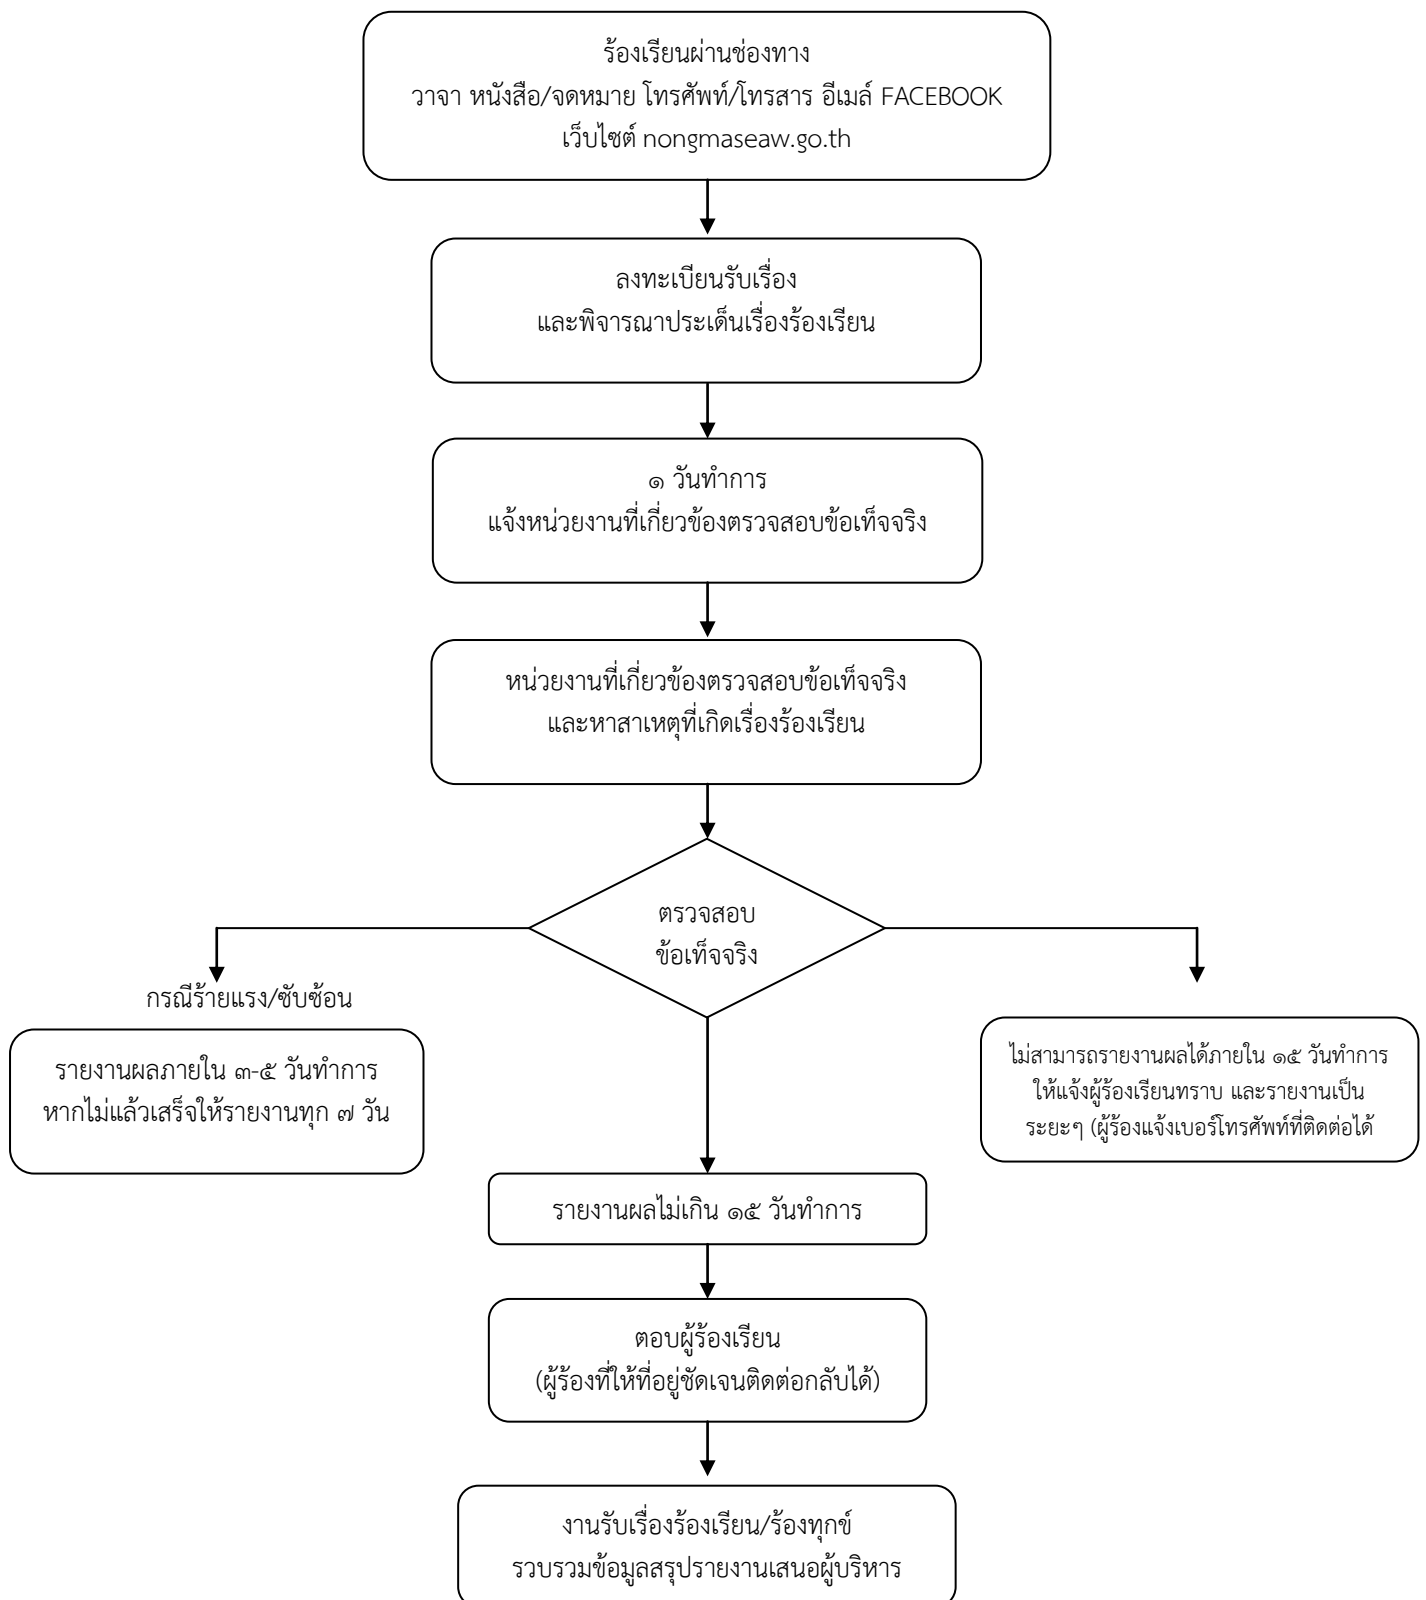 ร้องเรียนผ่านช่องทาง
วาจา หนังสือ/จดหมาย โทรศัพท์/โทรสาร อีเมล์ FACEBOOK
เว็บไซต์ nongmaseaw.go.th
ลงทะเบียนรับเรื่อง
และพิจารณาประเด็นเรื่องร้องเรียน
๑ วันทำการ
แจ้งหน่วยงานที่เกี่ยวข้องตรวจสอบข้อเท็จจริง
หน่วยงานที่เกี่ยวข้องตรวจสอบข้อเท็จจริง
และหาสาเหตุที่เกิดเรื่องร้องเรียน
ตรวจสอบ
ข้อเท็จจริง
กรณีร้ายแรง/ซับซ้อน
รายงานผลภายใน ๓-๕ วันทำการ
หากไม่แล้วเสร็จให้รายงานทุก ๗ วัน
ไม่สามารถรายงานผลได้ภายใน ๑๕ วันทำการ
ให้แจ้งผู้ร้องเรียนทราบ และรายงานเป็น
ระยะๆ (ผู้ร้องแจ้งเบอร์โทรศัพท์ที่ติดต่อได้
รายงานผลไม่เกิน ๑๕ วันทำการ
ตอบผู้ร้องเรียน
(ผู้ร้องที่ให้ที่อยู่ชัดเจนติดต่อกลับได้)
งานรับเรื่องร้องเรียน/ร้องทุกข์
รวบรวมข้อมูลสรุปรายงานเสนอผู้บริหาร